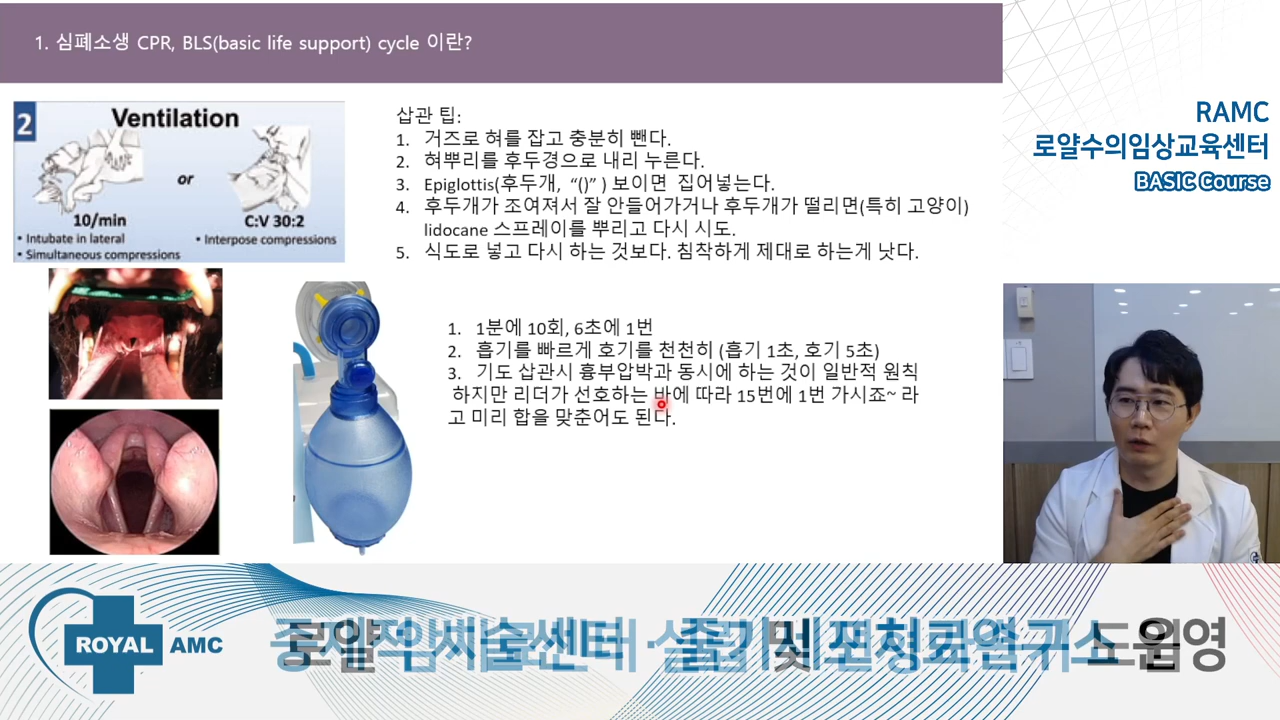 1. 심폐소생 CPR, BLS(basic life support) cycle 이란?
2
Ventilation
or
10/min
C:V 30:2
• Intubate in lateral
• Interpose compressions
• Simultaneous compressions
삽관 팁:
1. 거즈로 혀를 잡고 충분히 뺀다.
2. 혀뿌리를 후두경으로 내리 누른다.
3. Epiglottis(후두개, “()” ) 보이면 집어넣는다.
4. 후두개가 조여져서 잘 안들어가거나 후두개가 떨리면(특히 고양이)
lidocane 스프레이를 뿌리고 다시 시도.
5. 식도로 넣고 다시 하는 것보다. 침착하게 제대로 하는게 낫다.
1. 1분에 10회, 6초에 1번
2. 흡기를 빠르게 호기를 천천히 (흡기 1초, 호기 5초)
3. 기도 삽관시 흉부압박과 동시에 하는 것이 일반적 원칙
하지만 리더가 선호하는 바에 따라 15번에 1번 가시죠~ 라
고 미리 합을 맞춘어도 된다.
RAMC
로얄수의임상교육센터
BASIC Course
ROYAL AMC